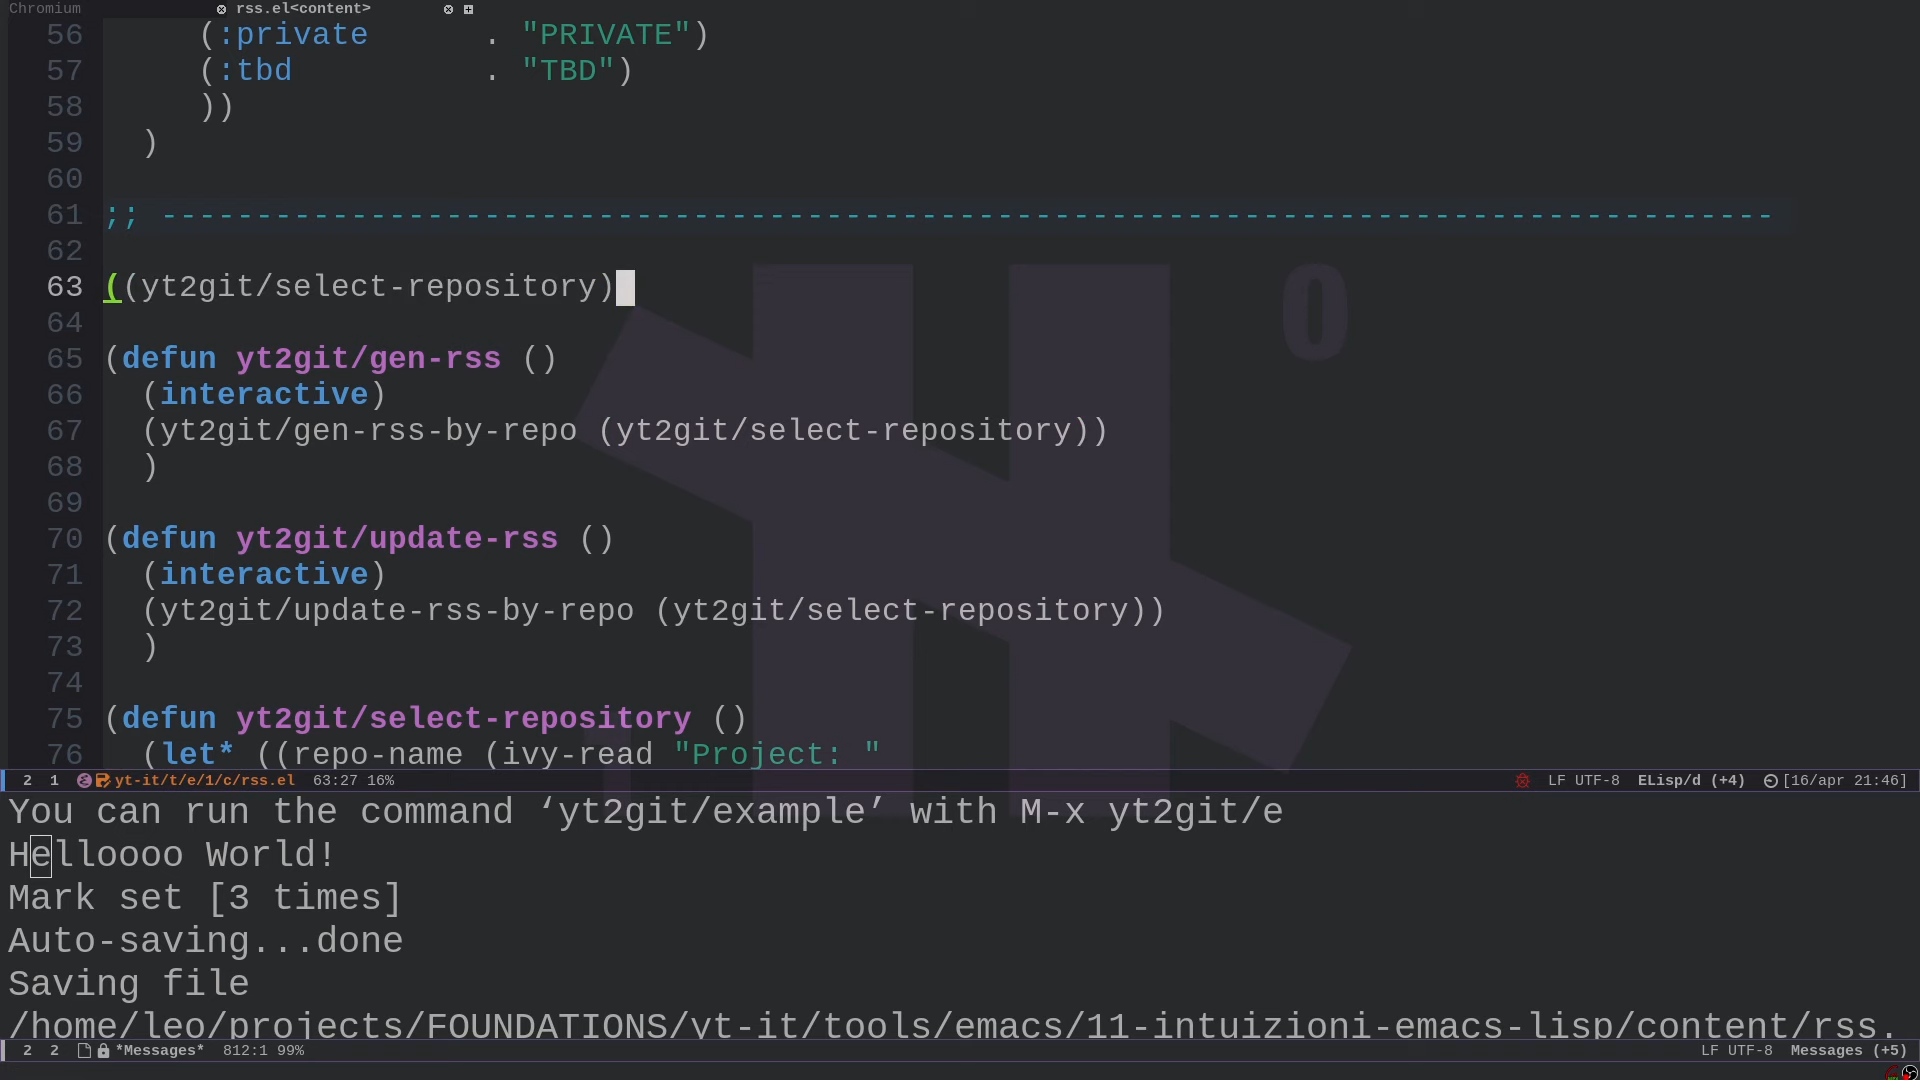 Chromium rss.el<content>
56 (:private . "PRIVATE")
57 (:tbd . "TBD")
58 ))
59 )
60
61 ;; -------------------------------------------------------------------------------------
62
63 ((yt2git/select-repository)
64
65 (defun yt2git/gen-rss ()
66 (interactive)
67 (yt2git/gen-rss-by-repo (yt2git/select-repository))
68 )
69
70 (defun yt2git/update-rss ()
71 (interactive)
72 (yt2git/update-rss-by-repo (yt2git/select-repository))
73 )
74
75 (defun yt2git/select-repository ()
76 (let* ((repo-name (ivy-read "Project: "
2 1 yt-it/t/e/1/c/rss.el 63:27 16% LF UTF-8 ELisp/d (+4) [16/apr 21:46]
You can run the command ‘yt2git/example’ with M-x yt2git/e
Helloooo World!
Mark set [3 times]
Auto-saving...done
Saving file
/home/leo/projects/FOUNDATIONS/yt-it/tools/emacs/11-intuizioni-emacs-lisp/content/rss.
2 2 *Messages* 812:1 99% LF UTF-8 Messages (+5)
0